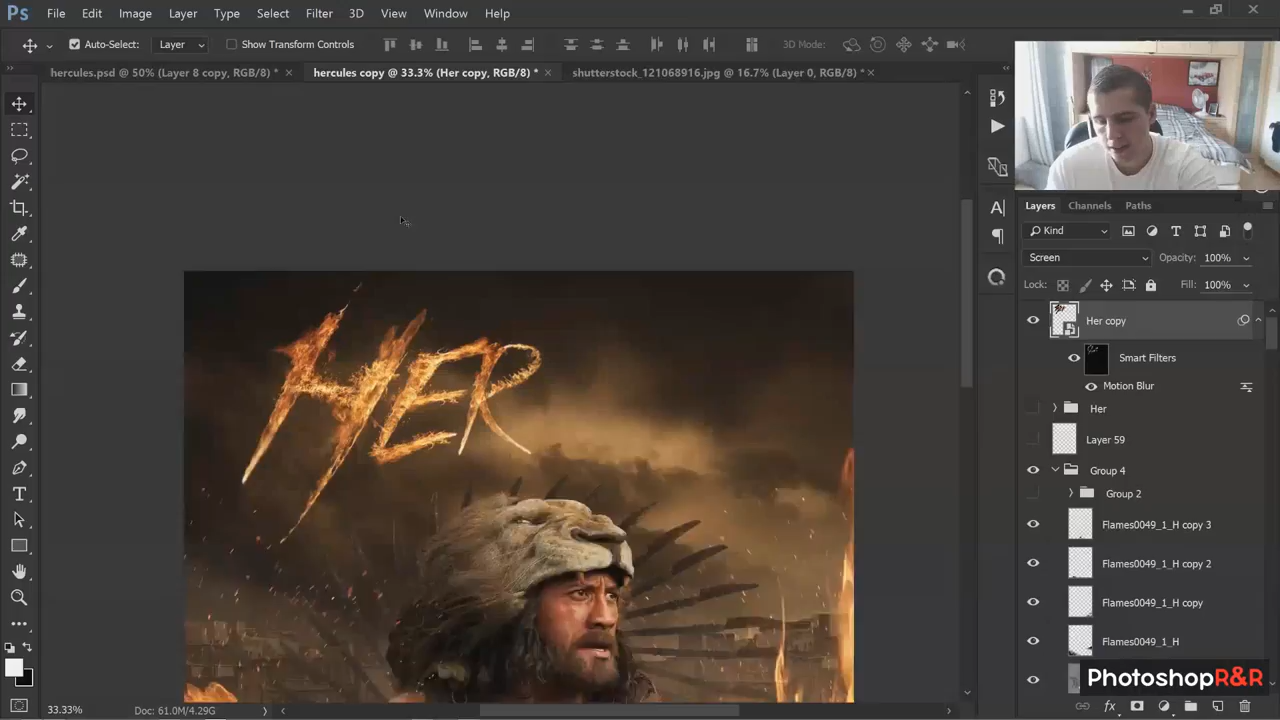 Ps File Edit Image Layer Type Select Filter 3D View Window Help
Auto-Select: Layer Show Transform Controls 3D Mode:
hercules.psd @ 50% (Layer 8 copy, RGB/8) * × hercules copy @ 33.3% (Her copy, RGB/8) * × shutterstock_121068916.jpg @ 16.7% (Layer 0, RGB/8) * ×
HER
Layers Channels Paths
Kind
Screen Opacity: 100%
Lock: Fill: 100%
Her copy
Smart Filters
Motion Blur
Her
Layer 59
Group 4
Group 2
Flames0049_1_H copy 3
Flames0049_1_H copy 2
Flames0049_1_H copy
Flames0049_1_H
PhotoshopR&R
33.33% Doc: 61.0M/4.29G
fx